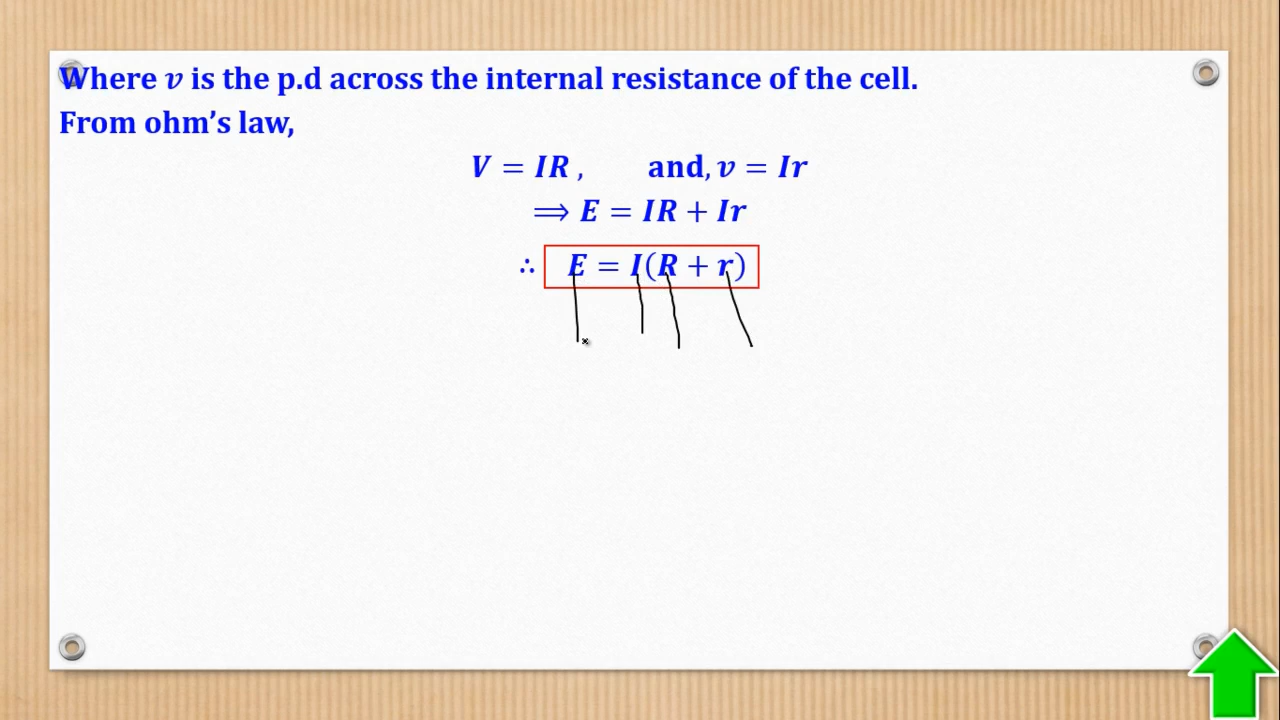 Where v is the p.d across the internal resistance of the cell.
From ohm's law,
V = IR , and, v = Ir
⟹ E = IR + Ir
∴ E = I(R + r)